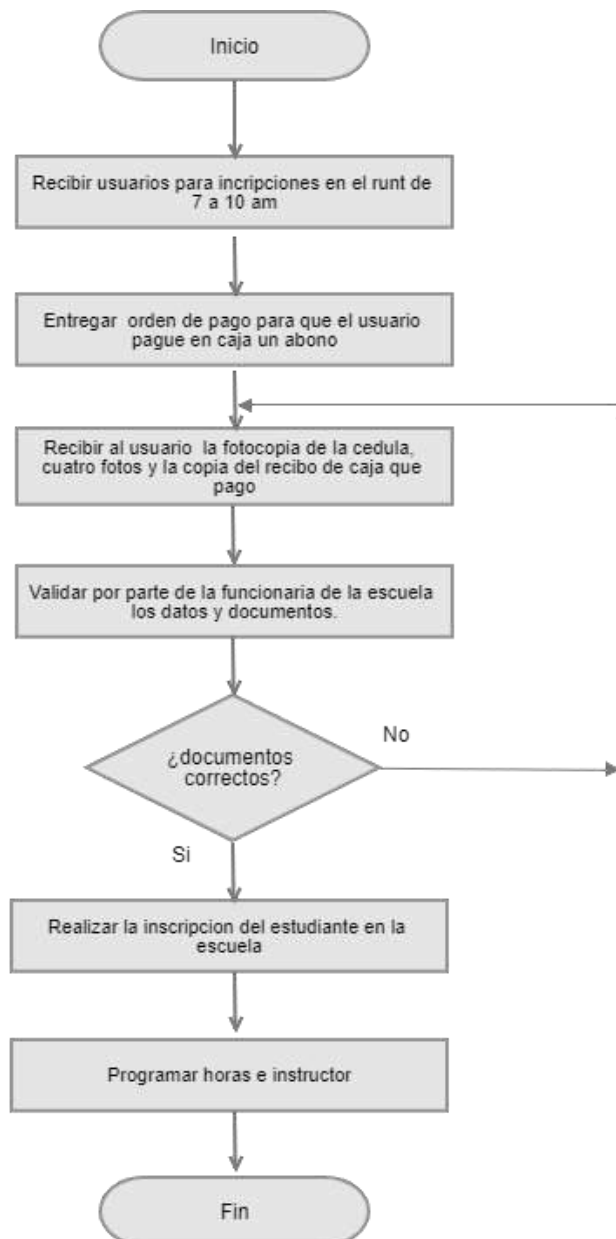 Inicio
Recibir usuarios para incripciones en el runt de
7 a 10 am
Entregar orden de pago para que el usuario
pague en caja un abono
Recibir al usuario la fotocopia de la cedula,
cuatro fotos y la copia del recibo de caja que
pago
Validar por parte de la funcionaria de la escuela
los datos y documentos.
¿documentos
correctos?
No
Si
Realizar la inscripcion del estudiante en la
escuela
Programar horas e instructor
Fin